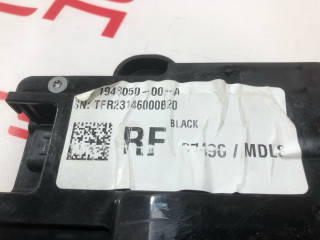 1948050-00-A
SN: TFR23146000820
BLACK
RF
/ MDLS